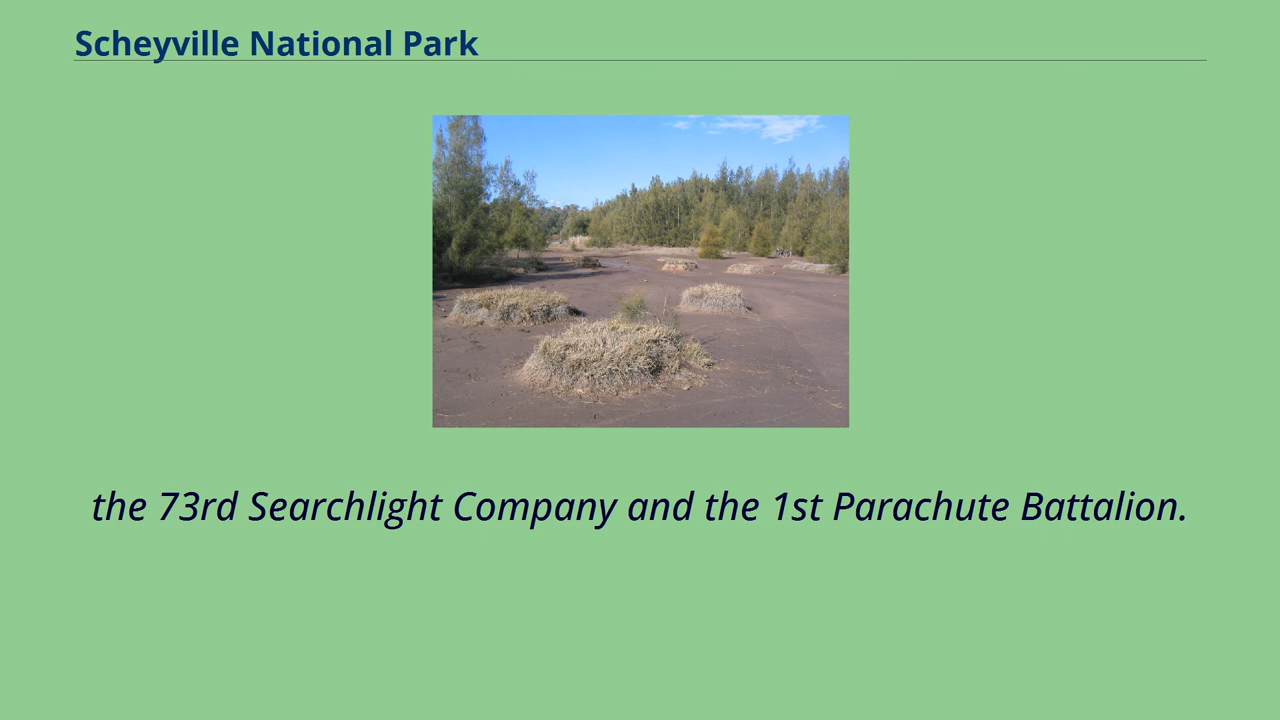 Scheyville National Park
the 73rd Searchlight Company and the 1st Parachute Battalion.